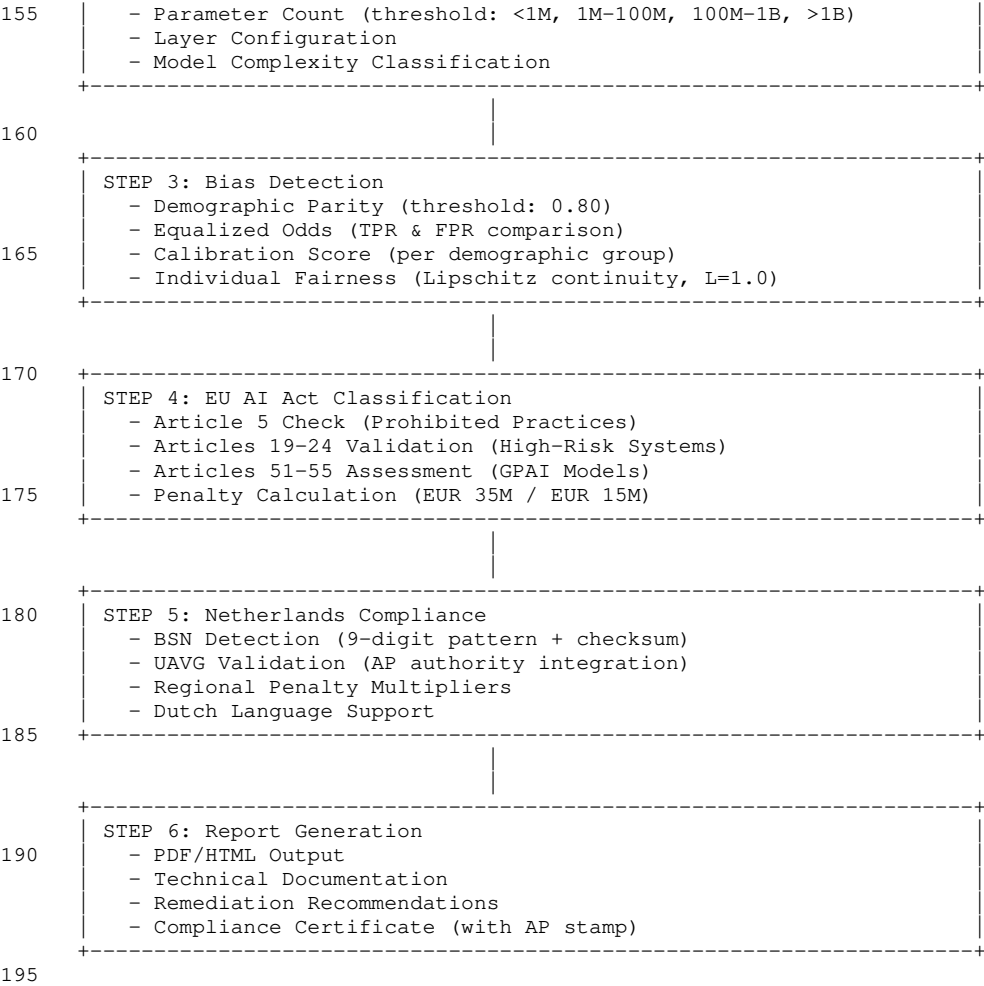 155 | - Parameter Count (threshold: <1M, 1M-100M, 100M-1B, >1B) |
| - Layer Configuration |
| - Model Complexity Classification |
+---------------------------------------------------------------------+
|
160 |
+---------------------------------------------------------------------+
| STEP 3: Bias Detection |
| - Demographic Parity (threshold: 0.80) |
| - Equalized Odds (TPR & FPR comparison) |
165 | - Calibration Score (per demographic group) |
| - Individual Fairness (Lipschitz continuity, L=1.0) |
+---------------------------------------------------------------------+
|
|
170 +---------------------------------------------------------------------+
| STEP 4: EU AI Act Classification |
| - Article 5 Check (Prohibited Practices) |
| - Articles 19-24 Validation (High-Risk Systems) |
| - Articles 51-55 Assessment (GPAI Models) |
175 | - Penalty Calculation (EUR 35M / EUR 15M) |
+---------------------------------------------------------------------+
|
|
+---------------------------------------------------------------------+
180 | STEP 5: Netherlands Compliance |
| - BSN Detection (9-digit pattern + checksum) |
| - UAVG Validation (AP authority integration) |
| - Regional Penalty Multipliers |
| - Dutch Language Support |
185 +---------------------------------------------------------------------+
|
|
+---------------------------------------------------------------------+
| STEP 6: Report Generation |
190 | - PDF/HTML Output |
| - Technical Documentation |
| - Remediation Recommendations |
| - Compliance Certificate (with AP stamp) |
+---------------------------------------------------------------------+
195